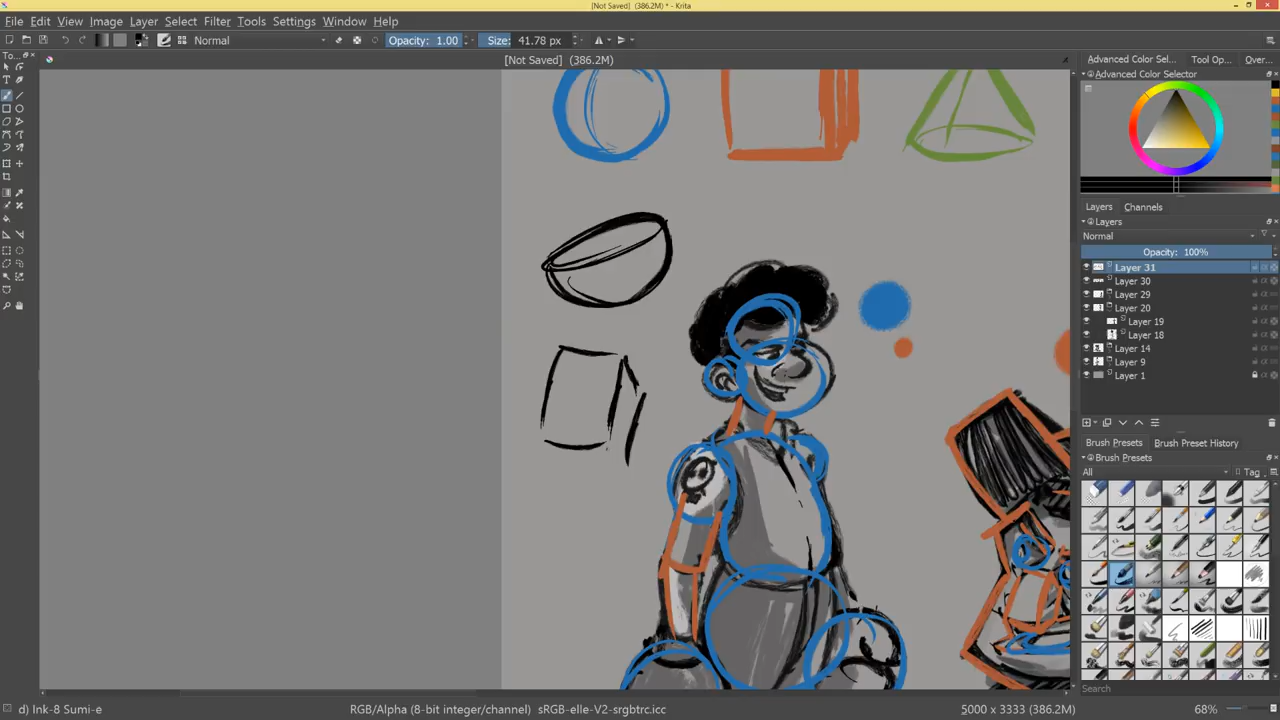 [Not Saved] (386.2M) * - Krita
File Edit View Image Layer Select Filter Tools Settings Window Help
Normal
Opacity: 1.00
Size: 41.78 px
To...
[Not Saved] (386.2M)
Advanced Color Sel... Tool Op... Over...
Advanced Color Selector
Layers Channels
Layers
Normal
Opacity: 100%
Layer 31
Layer 30
Layer 29
Layer 20
Layer 19
Layer 18
Layer 14
Layer 9
Layer 1
Brush Presets Brush Preset History
Brush Presets
All
Tag
Search
d) Ink-8 Sumi-e
RGB/Alpha (8-bit integer/channel) sRGB-elle-V2-srgbtrc.icc
5000 x 3333 (386.2M)
68%